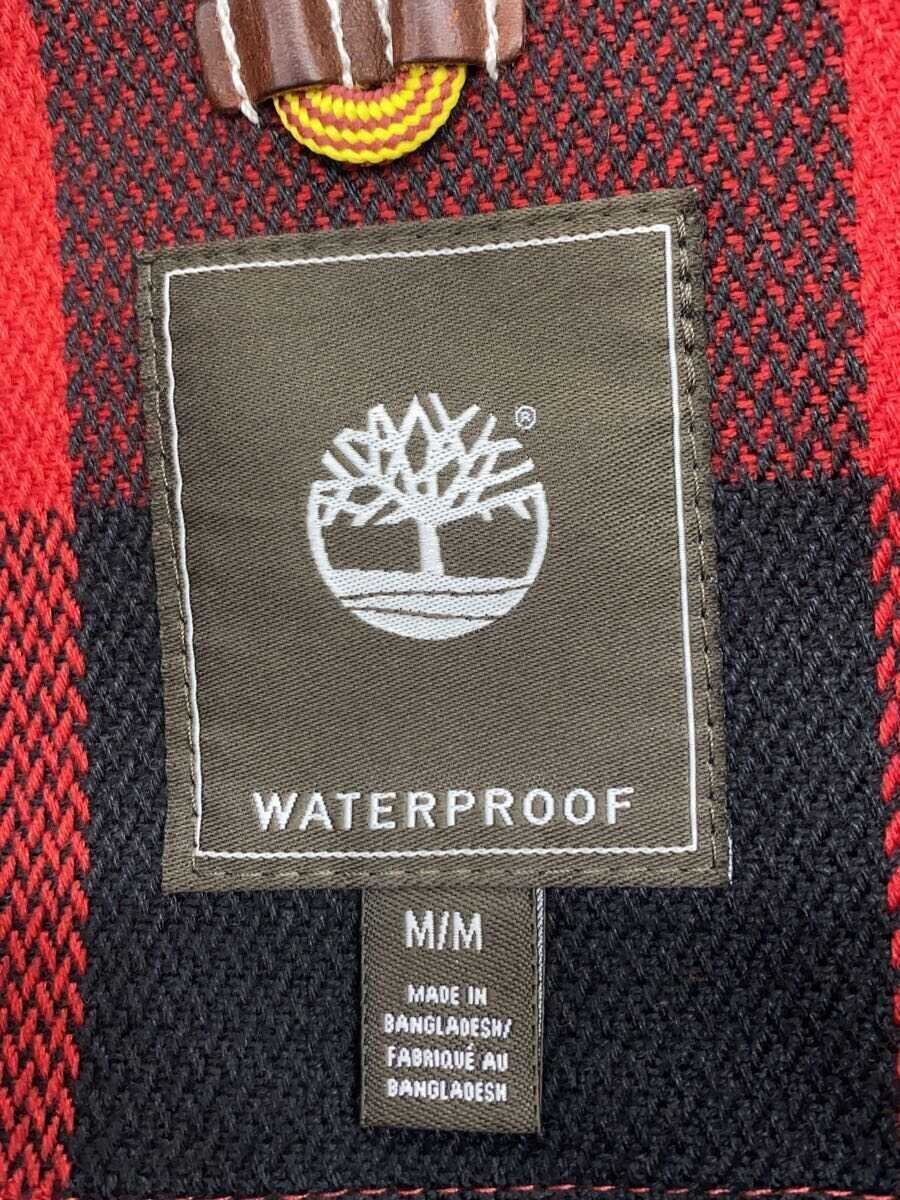 ®
WATERPROOF
M/M
MADE IN
BANGLADESH/
FABRIQUÉ AU
BANGLADESH